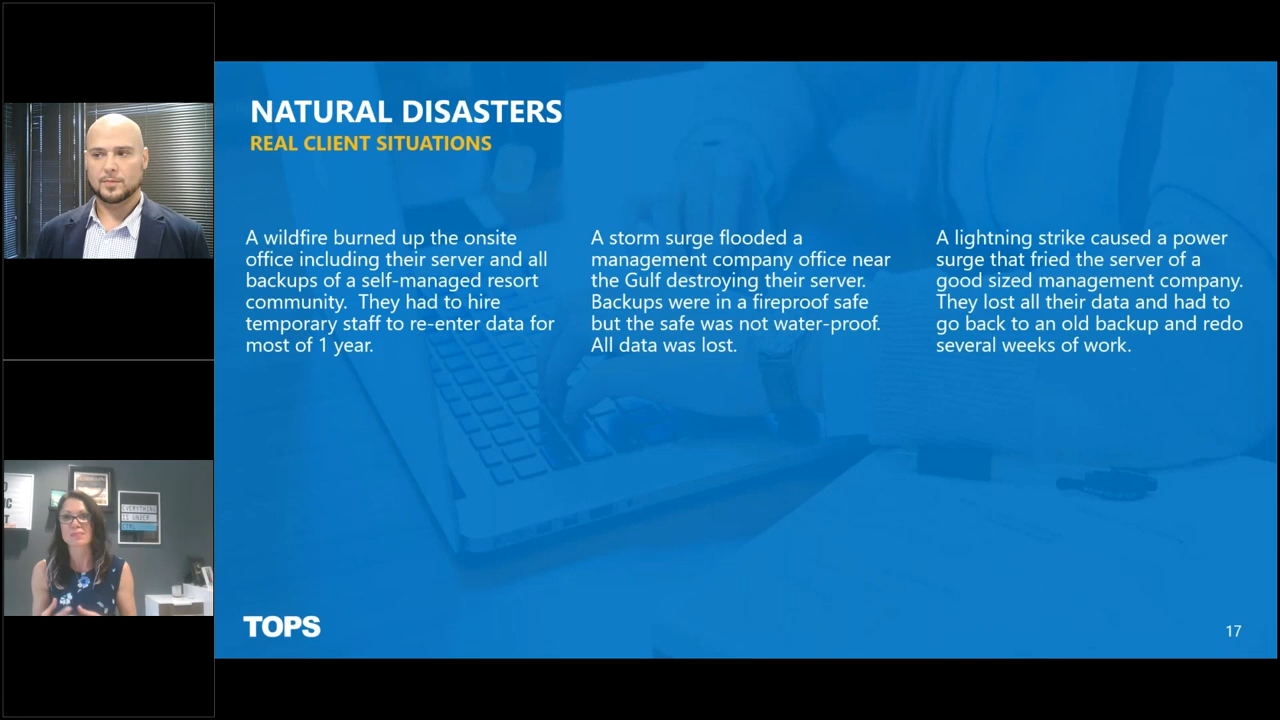 NATURAL DISASTERS
REAL CLIENT SITUATIONS
A wildfire burned up the onsite
office including their server and all
backups of a self-managed resort
community.  They had to hire
temporary staff to re-enter data for
most of 1 year.
A storm surge flooded a
management company office near
the Gulf destroying their server.
Backups were in a fireproof safe
but the safe was not water-proof.
All data was lost.
A lightning strike caused a power
surge that fried the server of a
good sized management company.
They lost all their data and had to
go back to an old backup and redo
several weeks of work.
EVERYTHING
IS UNDER
CTRL
TOPS
17